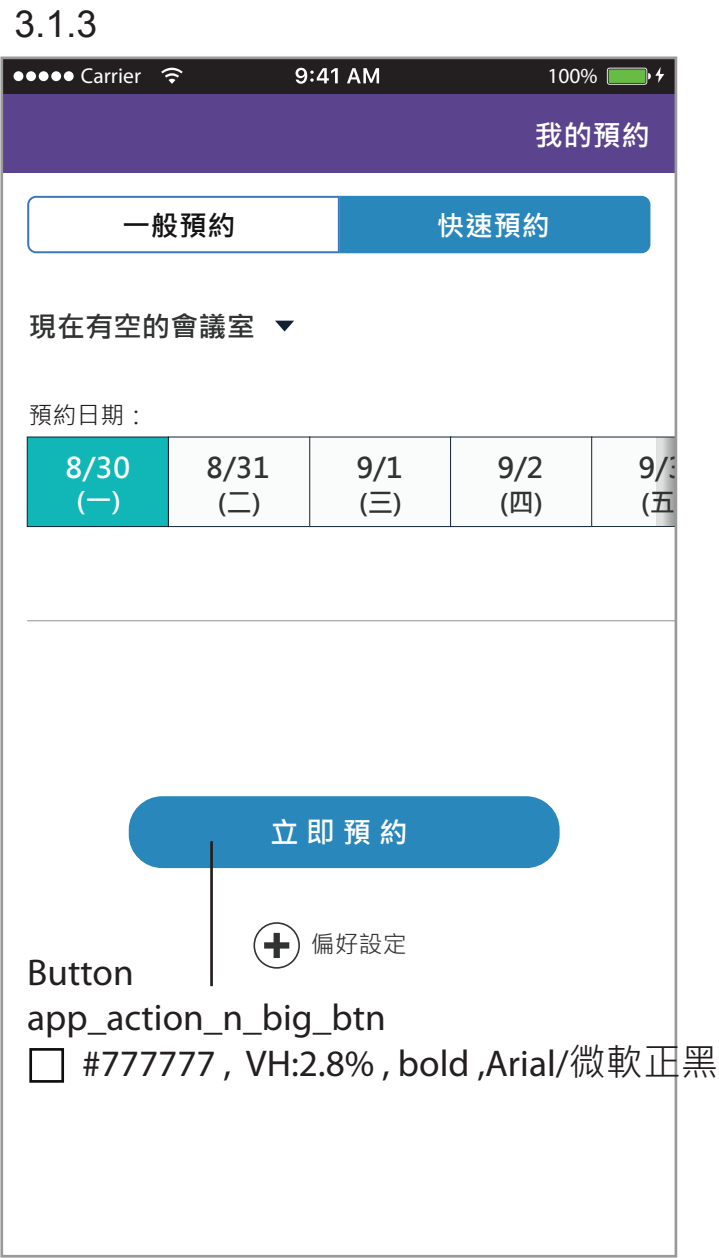 3.1.3
Carrier 9:41 AM 100%
我的預約
一般預約 快速預約
現在有空的會議室
預約日期：
8/30 8/31 9/1 9/2 9/3
(一) (二) (三) (四) (五
立即預約
偏好設定
Button
app_action_n_big_btn
#777777 , VH:2.8% , bold ,Arial/微軟正黑